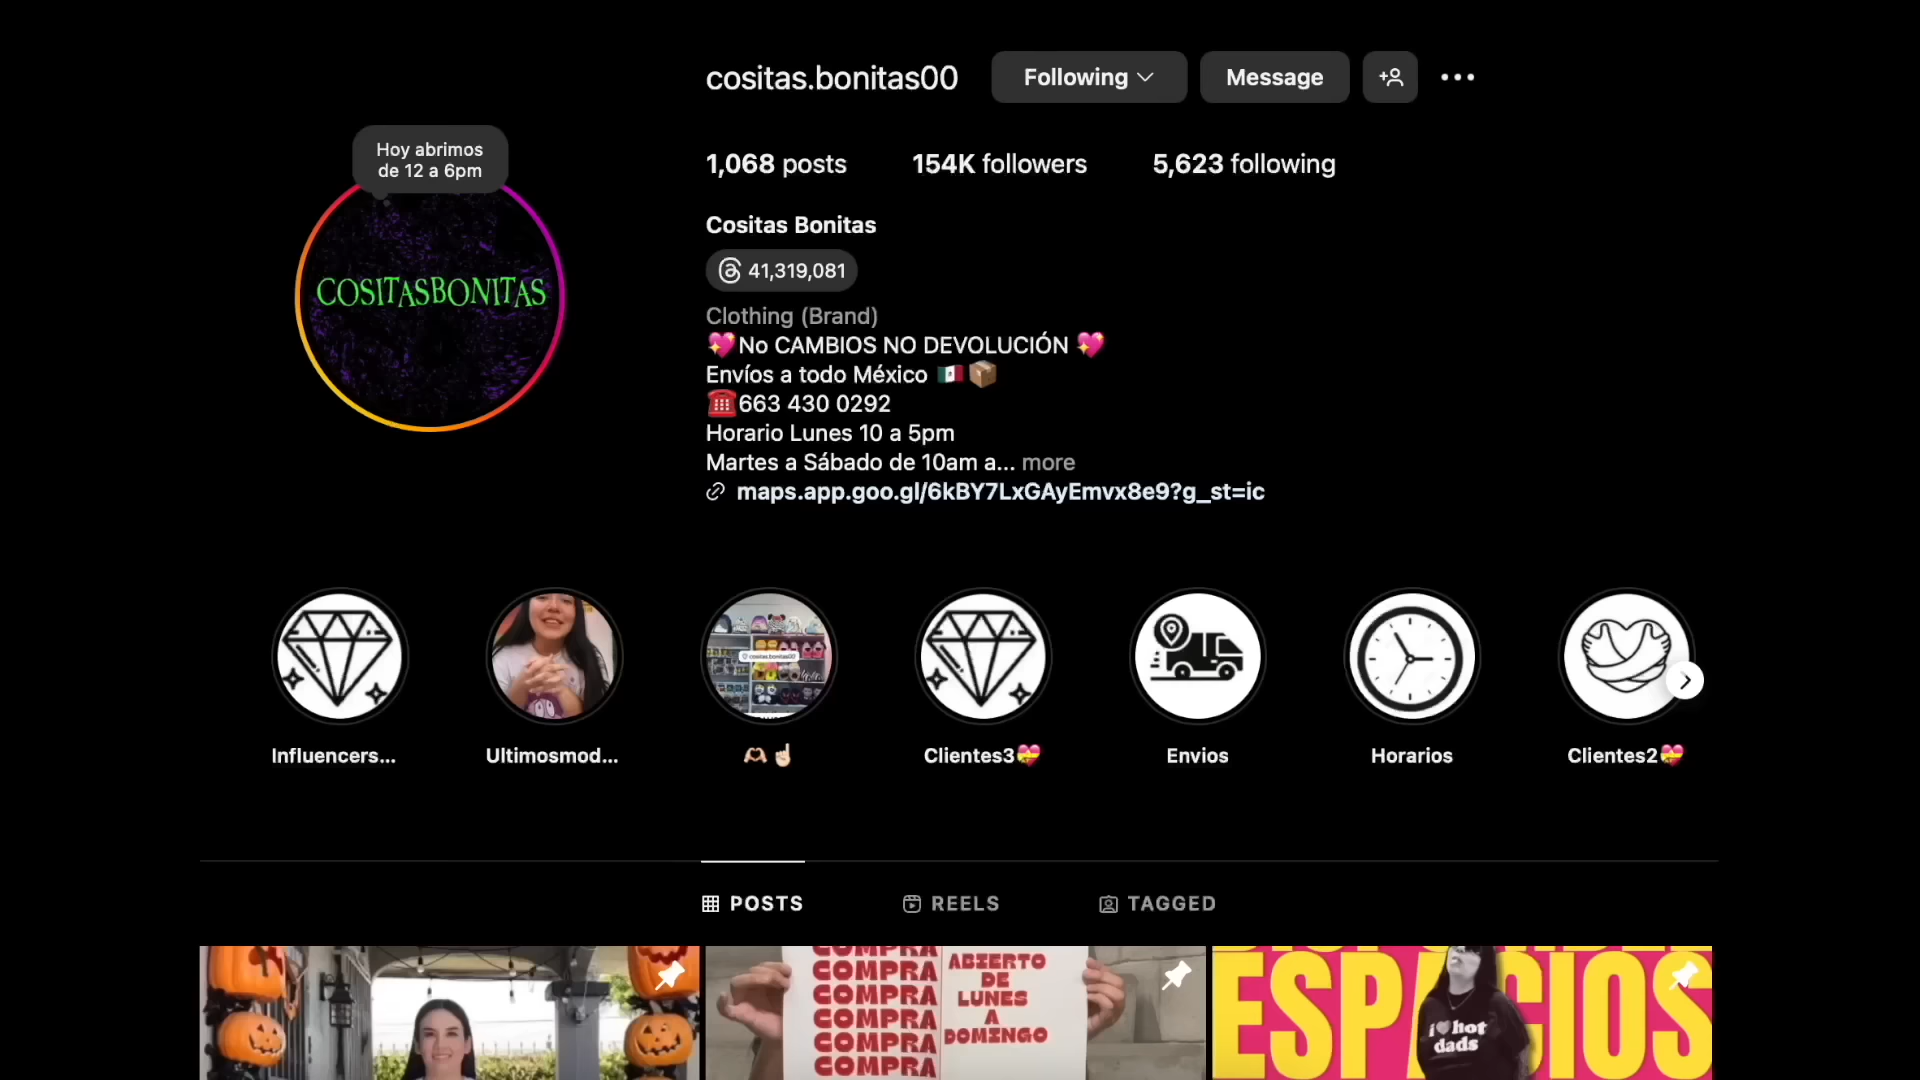 cositas.bonitas00
Following
Message
Hoy abrimos
de 12 a 6pm
COSITASBONITAS
1,068 posts
154K followers
5,623 following
Cositas Bonitas
41,319,081
Clothing (Brand)
💖No CAMBIOS NO DEVOLUCIÓN 💖
Envíos a todo México 🇲🇽📦
☎️663 430 0292
Horario Lunes 10 a 5pm
Martes a Sábado de 10am a... more
maps.app.goo.gl/6kBY7LxGAyEmvx8e9?g_st=ic
cositas.bonitas00
Influencers...
Ultimosmod...
🫶🏻☝🏻
Clientes3💝
Envios
Horarios
Clientes2💝
POSTS
REELS
TAGGED
COMPRA
COMPRA
COMPRA
COMPRA
COMPRA
COMPRA
ABIERTO
DE
LUNES
A
DOMINGO
ESPACIOS
i ♥ hot
dads